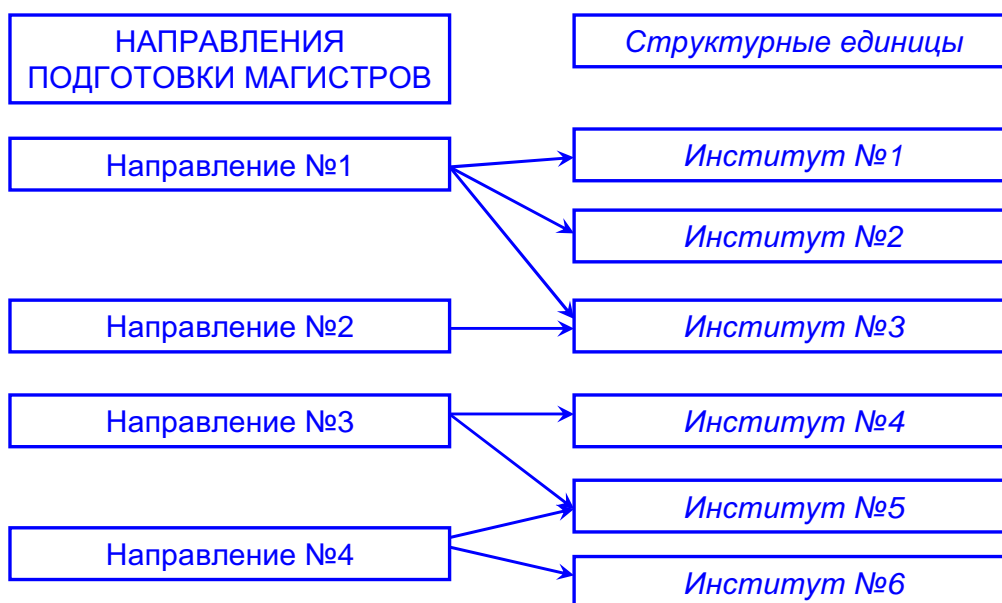 НАПРАВЛЕНИЯ
ПОДГОТОВКИ МАГИСТРОВ
Структурные единицы
Направление №1
Институт №1
Институт №2
Направление №2
Институт №3
Направление №3
Институт №4
Институт №5
Направление №4
Институт №6